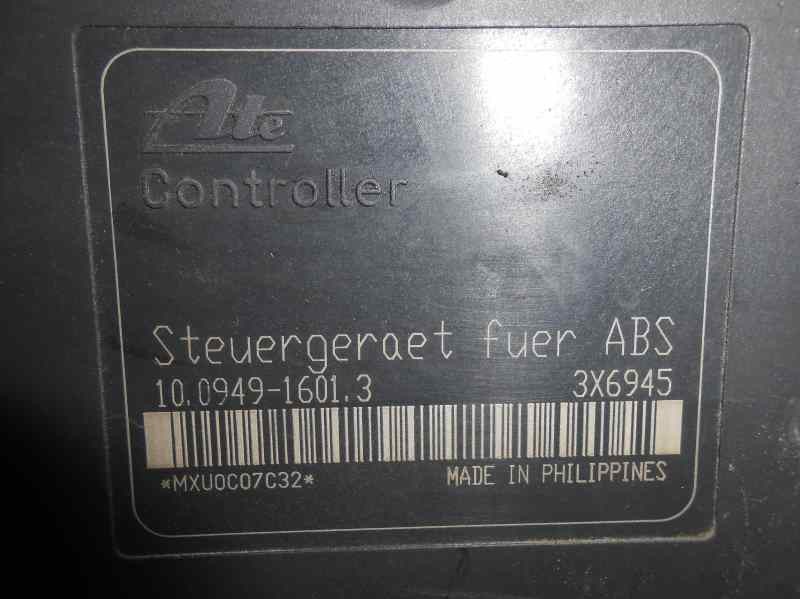 Ate
Controller
Steuergeraet fuer ABS
10.0949-1601.3 3X6945
*MXU0C07C32*
MADE IN PHILIPPINES